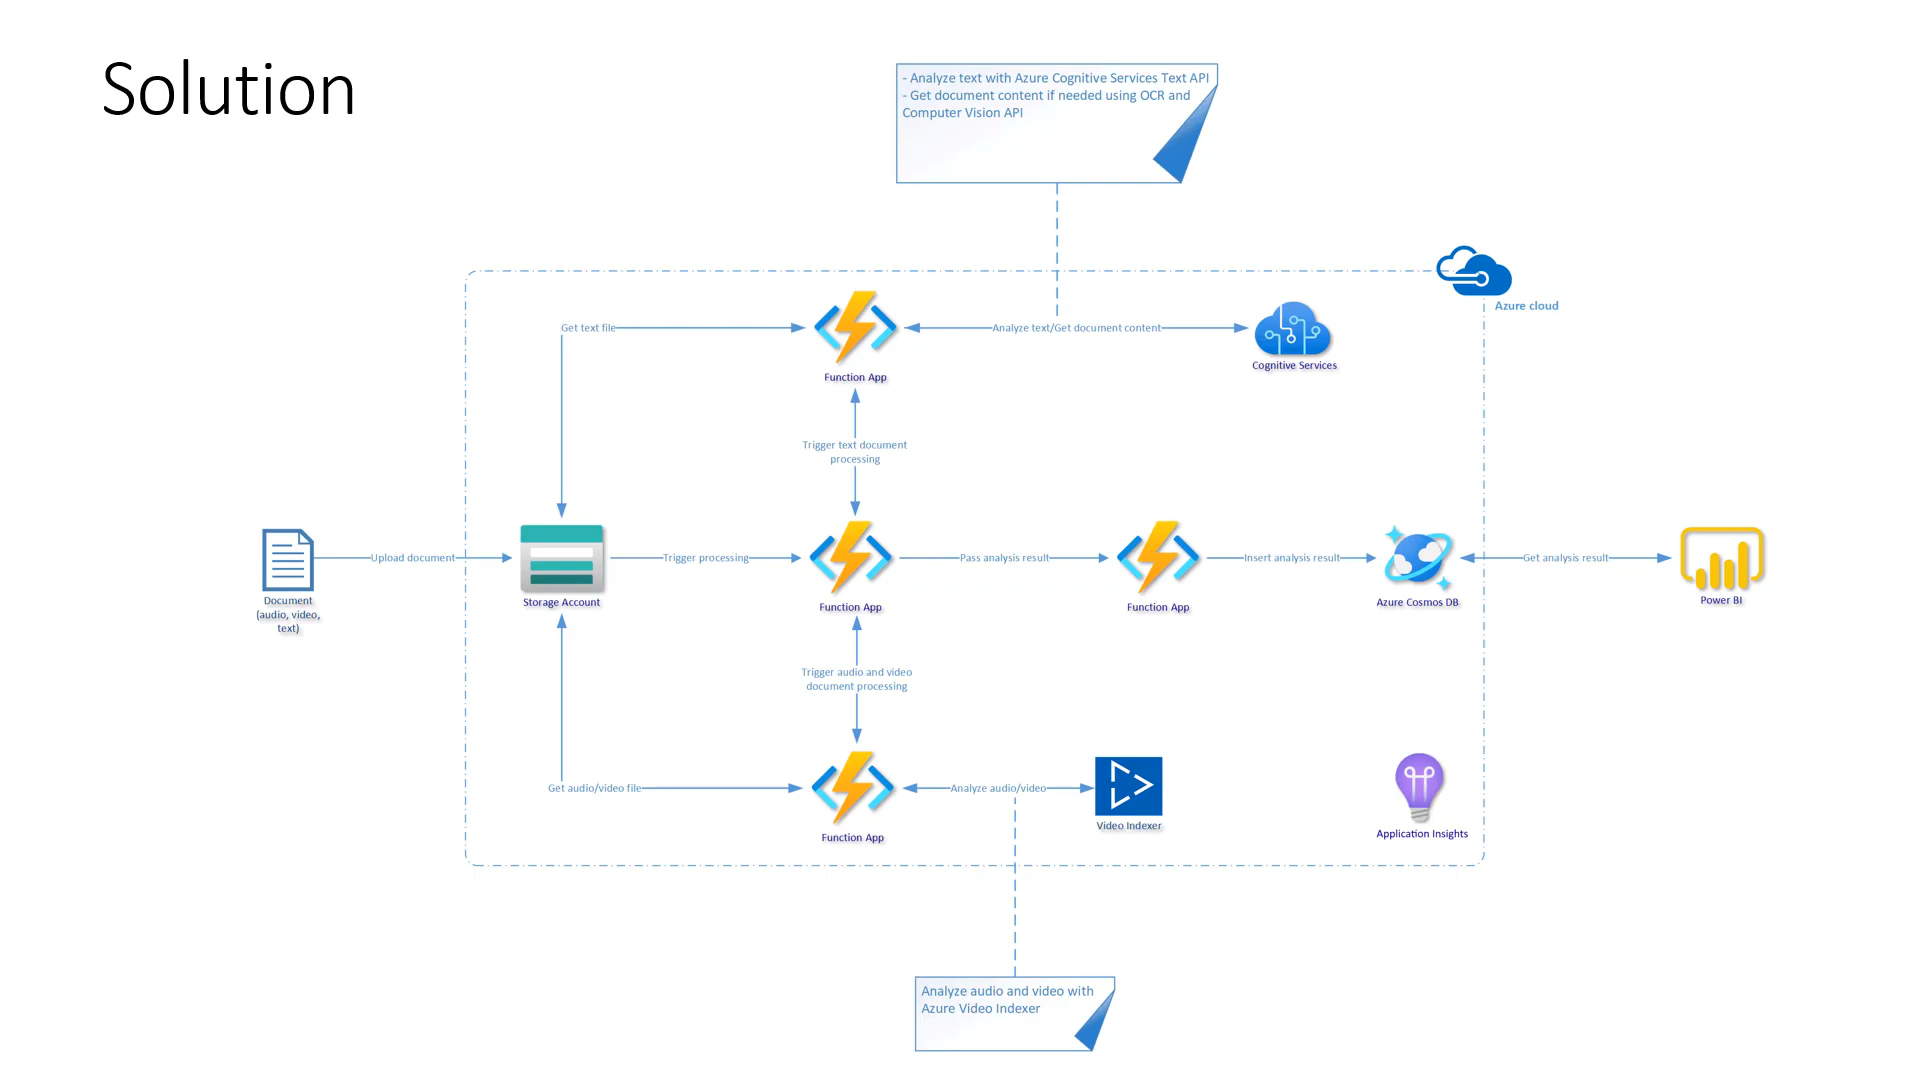 Solution
- Analyze text with Azure Cognitive Services Text API
- Get document content if needed using OCR and
Computer Vision API
Azure cloud
Get text file
Analyze text/Get document content
Function App
Cognitive Services
Trigger text document
processing
Upload document
Trigger processing
Pass analysis result
Insert analysis result
Get analysis result
Document
(audio, video,
text)
Storage Account
Function App
Function App
Azure Cosmos DB
Power BI
Trigger audio and video
document processing
Get audio/video file
Analyze audio/video
Function App
Video Indexer
Application Insights
Analyze audio and video with
Azure Video Indexer